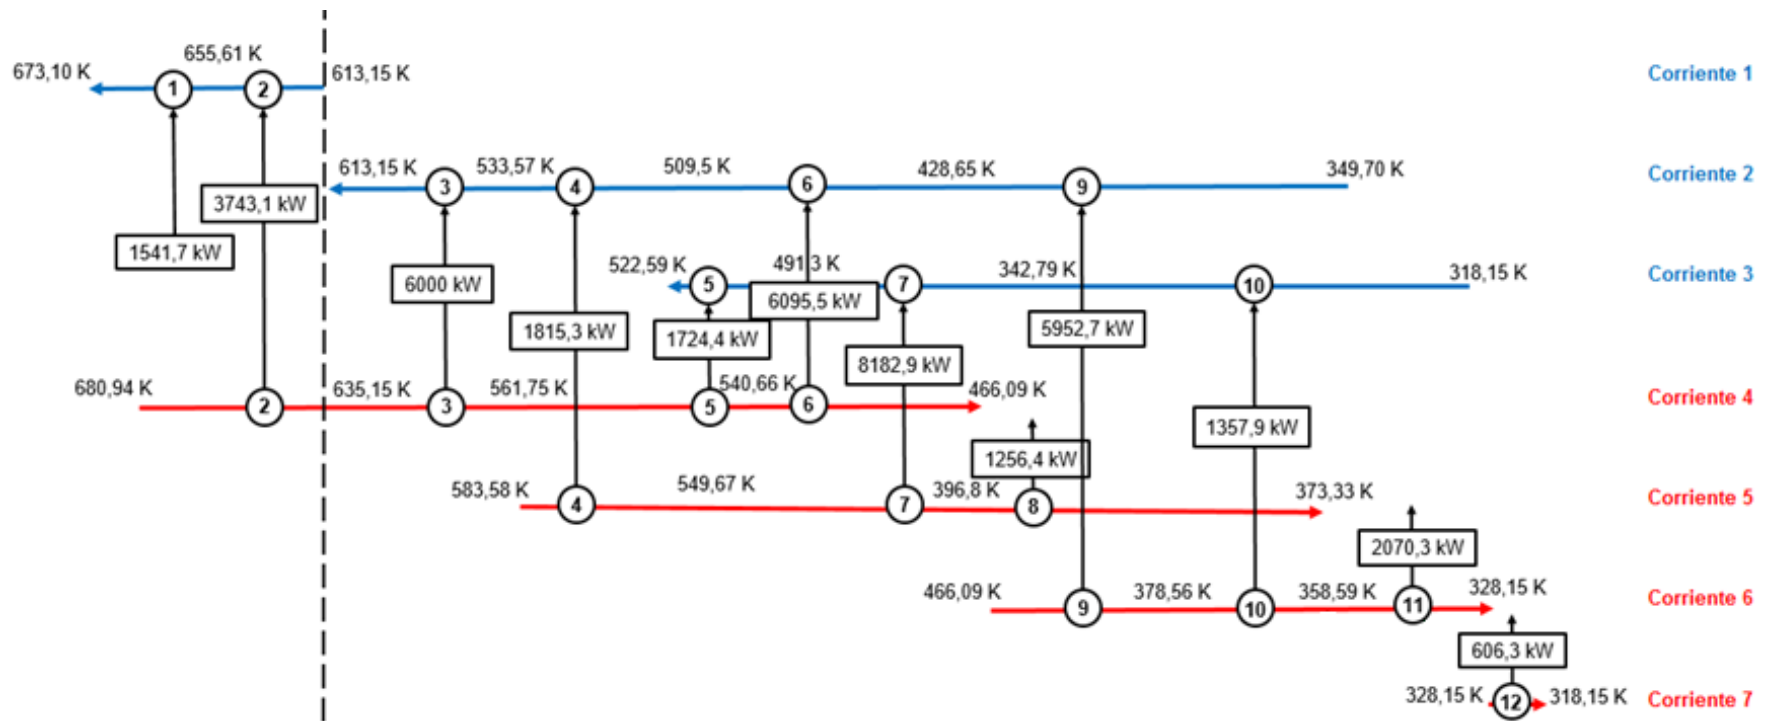 655,61 K
673,10 K
1
2
613,15 K
Corriente 1
613,15 K
533,57 K
509,5 K
428,65 K
349,70 K
Corriente 2
3
4
6
9
3743,1 kW
1541,7 kW
522,59 K
491,3 K
342,79 K
318,15 K
Corriente 3
5
7
10
6000 kW
6095,5 kW
1815,3 kW
1724,4 kW
5952,7 kW
8182,9 kW
680,94 K
635,15 K
561,75 K
540,66 K
466,09 K
Corriente 4
2
3
5
6
1357,9 kW
1256,4 kW
583,58 K
549,67 K
396,8 K
373,33 K
Corriente 5
4
7
8
2070,3 kW
466,09 K
378,56 K
358,59 K
328,15 K
Corriente 6
9
10
11
606,3 kW
328,15 K
12
318,15 K
Corriente 7